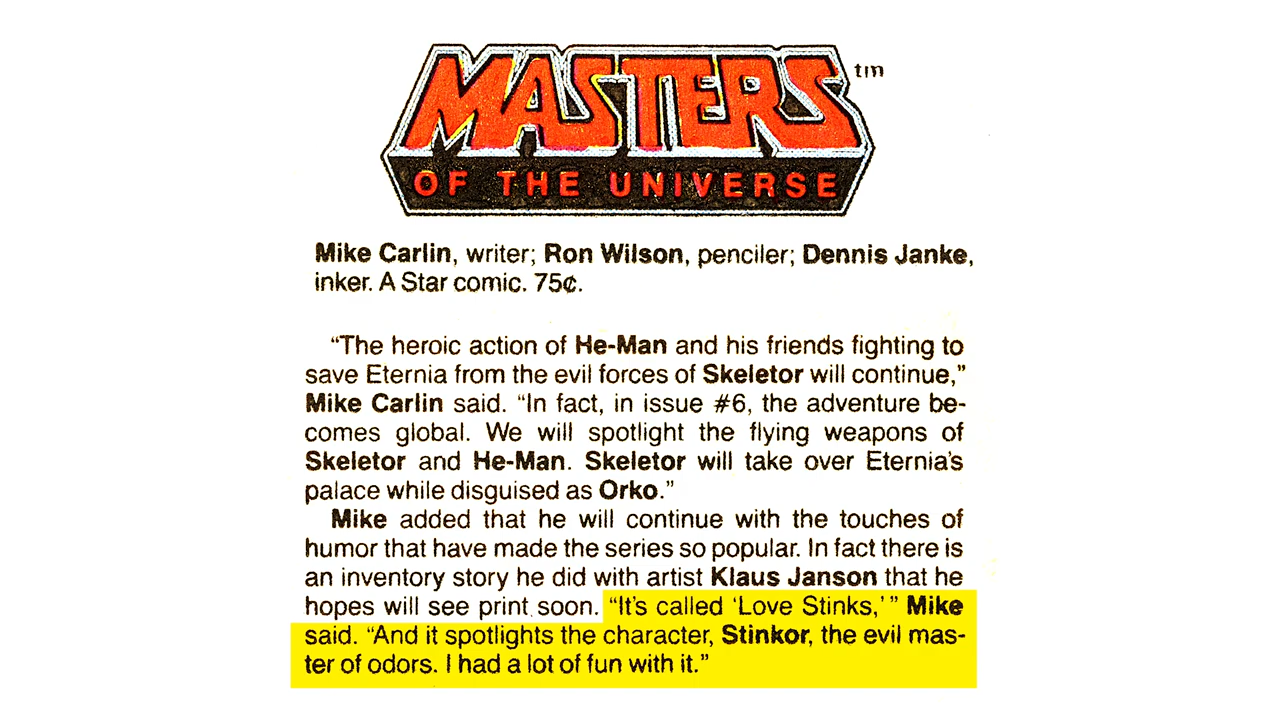 MASTERS tm
OF THE UNIVERSE
Mike Carlin, writer; Ron Wilson, penciler; Dennis Janke,
inker. A Star comic. 75¢.
“The heroic action of He-Man and his friends fighting to
save Eternia from the evil forces of Skeletor will continue,”
Mike Carlin said. “In fact, in issue #6, the adventure be-
comes global. We will spotlight the flying weapons of
Skeletor and He-Man. Skeletor will take over Eternia’s
palace while disguised as Orko.”
Mike added that he will continue with the touches of
humor that have made the series so popular. In fact there is
an inventory story he did with artist Klaus Janson that he
hopes will see print soon. “It’s called ‘Love Stinks,’” Mike
said. “And it spotlights the character, Stinkor, the evil mas-
ter of odors. I had a lot of fun with it.”